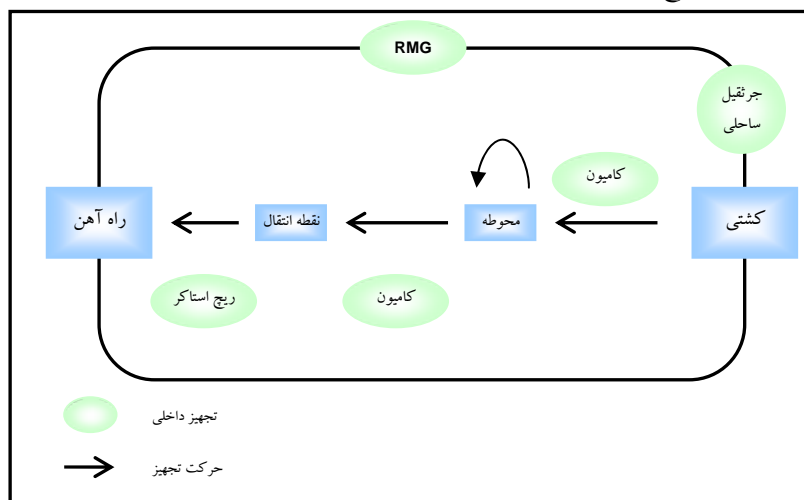 RMG
جرثقیل
ساحلی
کامیون
راه آهن
نقطه انتقال
محوطه
کشتی
ریچ استاکر
کامیون
تجهیز داخلی
حرکت تجهیز